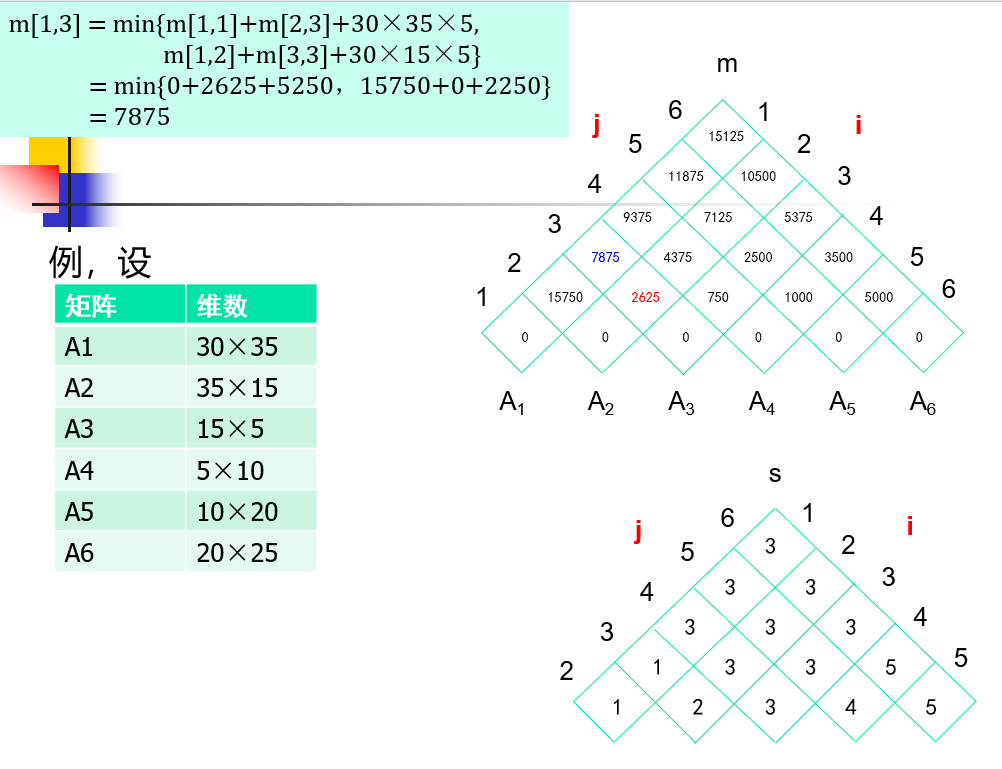 m[1,3] = min{m[1,1]+m[2,3]+30×35×5,
m[1,2]+m[3,3]+30×15×5}
= min{0+2625+5250，15750+0+2250}
= 7875
例，设
矩阵 维数
A1 30×35
A2 35×15
A3 15×5
A4 5×10
A5 10×20
A6 20×25
m
j i
6 1
15125
5 2
11875 10500
4 3
9375 7125 5375
3 4
7875 4375 2500 3500
2 5
15750 2625 750 1000 5000
1 6
0 0 0 0 0 0
A₁ A₂ A₃ A₄ A₅ A₆
s
j i
6 1
3
5 2
3 3
4 3
3 3 3
3 4
1 3 3 5
2 5
1 2 3 4 5